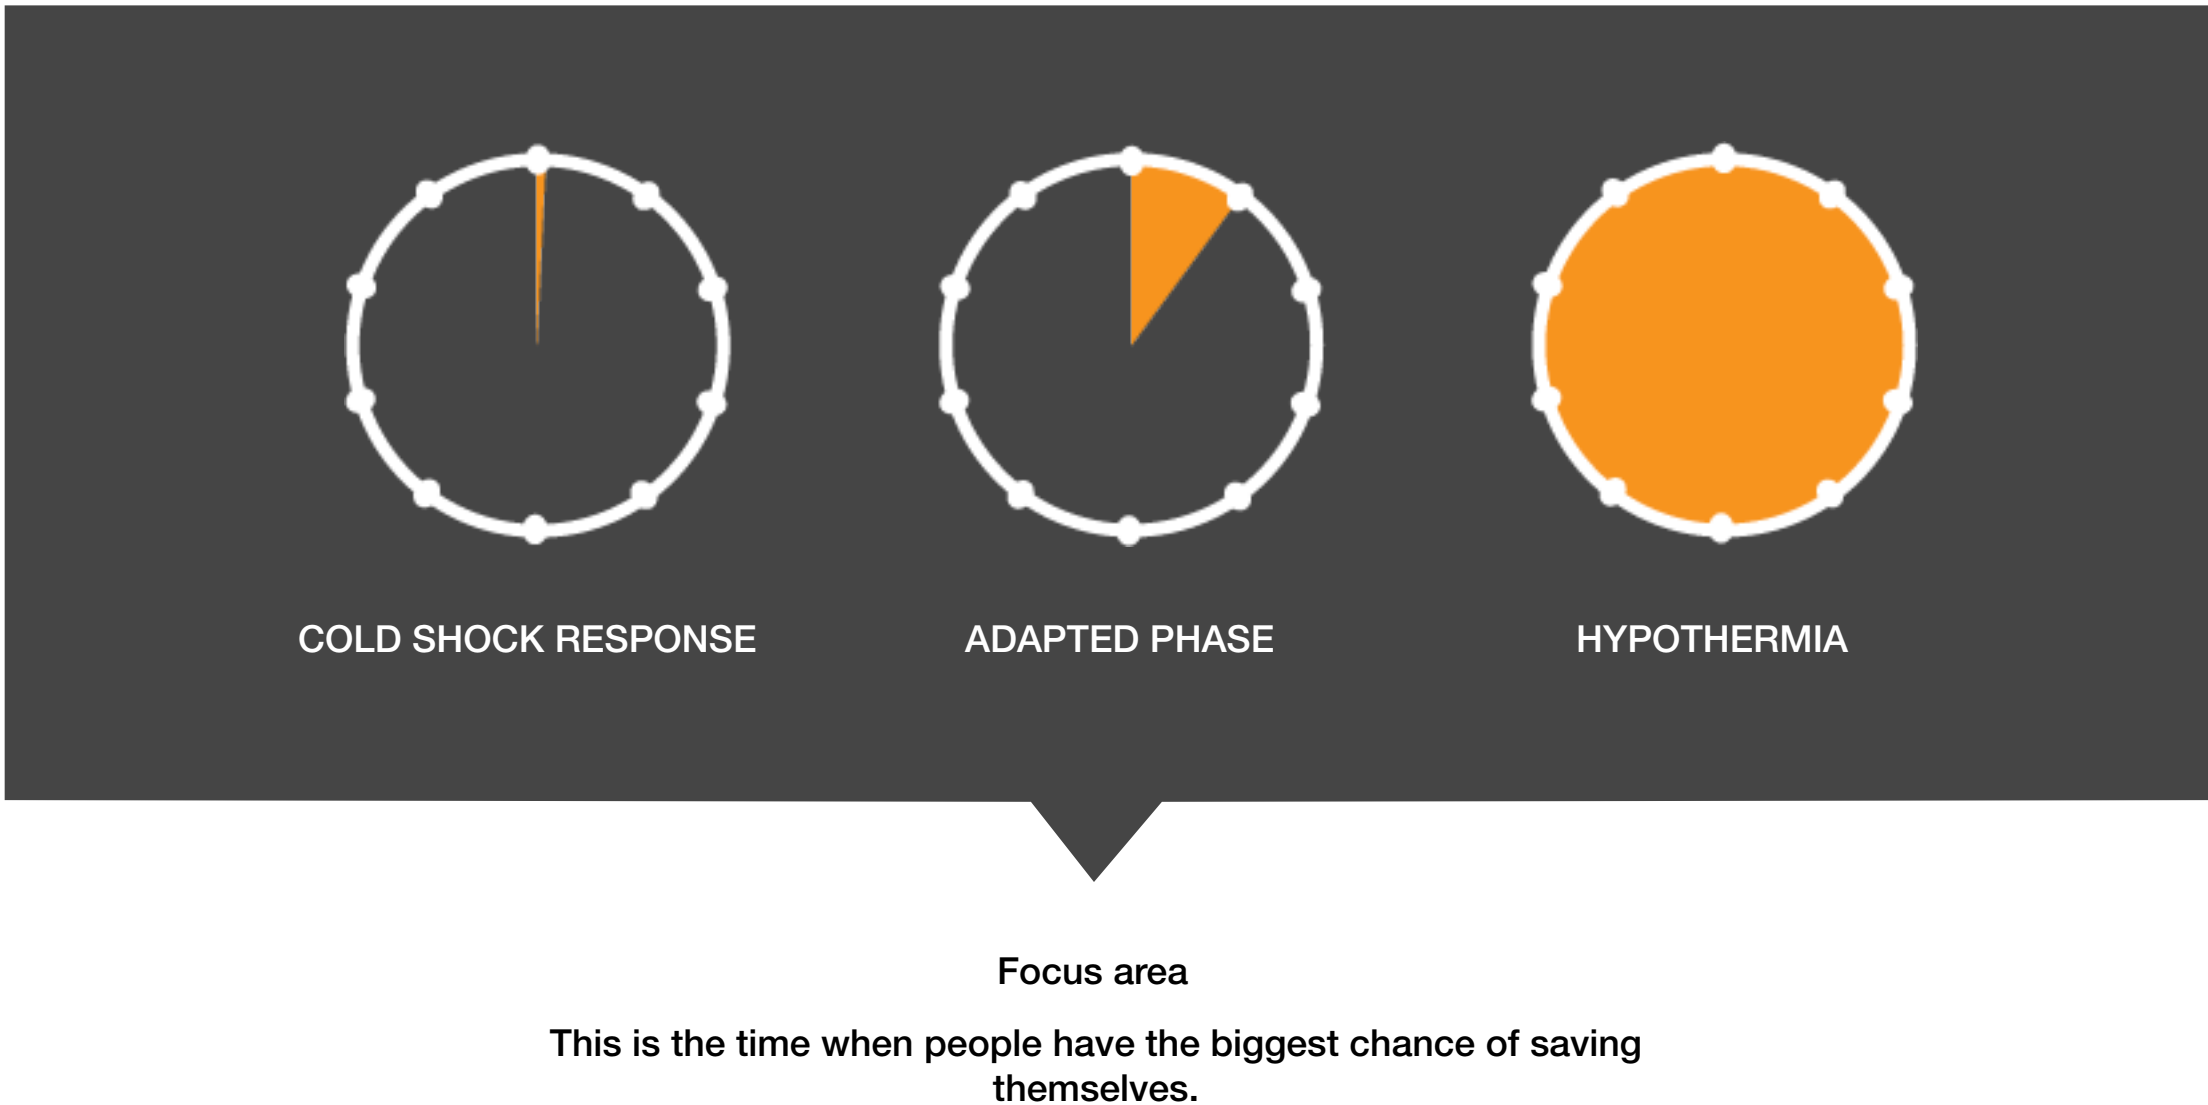 COLD SHOCK RESPONSE
ADAPTED PHASE
HYPOTHERMIA
Focus area
This is the time when people have the biggest chance of saving
themselves.